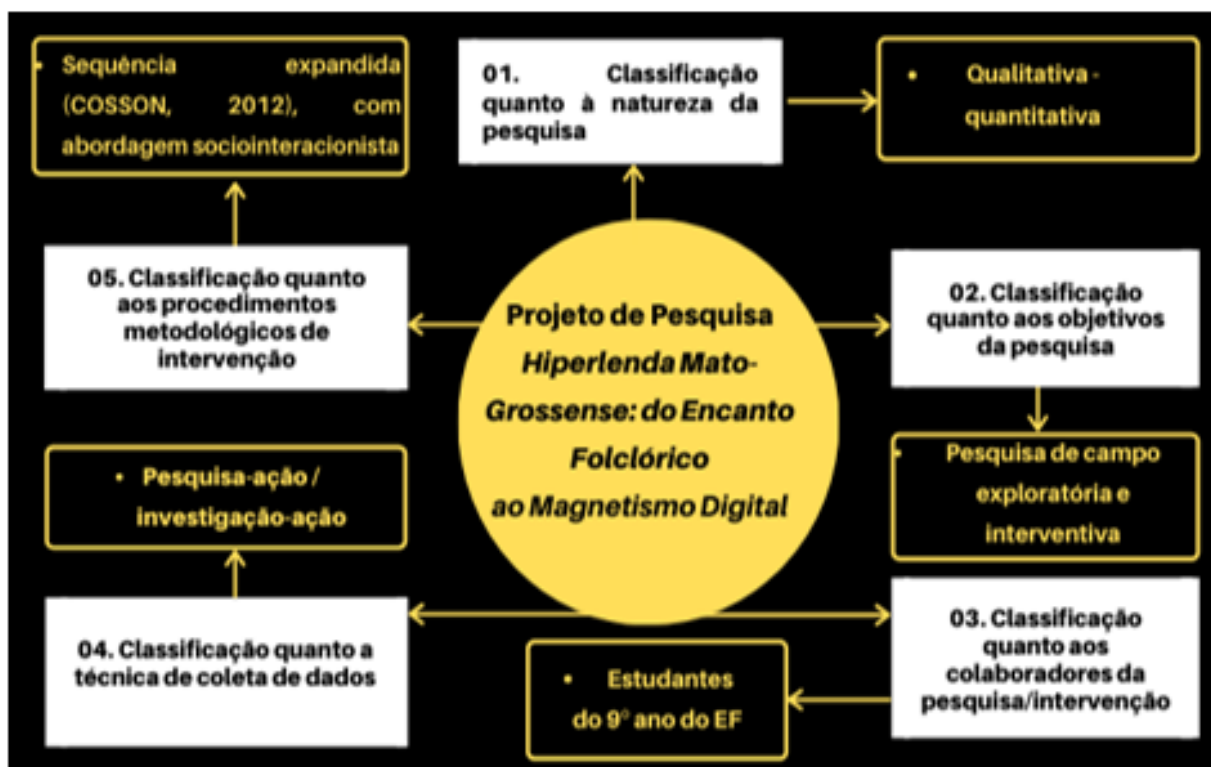 • Sequência expandida
(COSSON, 2012), com
abordagem sociointeracionista
01. Classificação
quanto à natureza da
pesquisa
• Qualitativa -
quantitativa
05. Classificação quanto
aos procedimentos
metodológicos de
intervenção
Projeto de Pesquisa
Hiperlenda Mato-
Grossense: do Encanto
Folclórico
ao Magnetismo Digital
02. Classificação
quanto aos objetivos
da pesquisa
• Pesquisa-ação /
investigação-ação
• Pesquisa de campo
exploratória e
interventiva
04. Classificação quanto a
técnica de coleta de dados
• Estudantes
do 9º ano do EF
03. Classificação
quanto aos
colaboradores da
pesquisa/intervenção